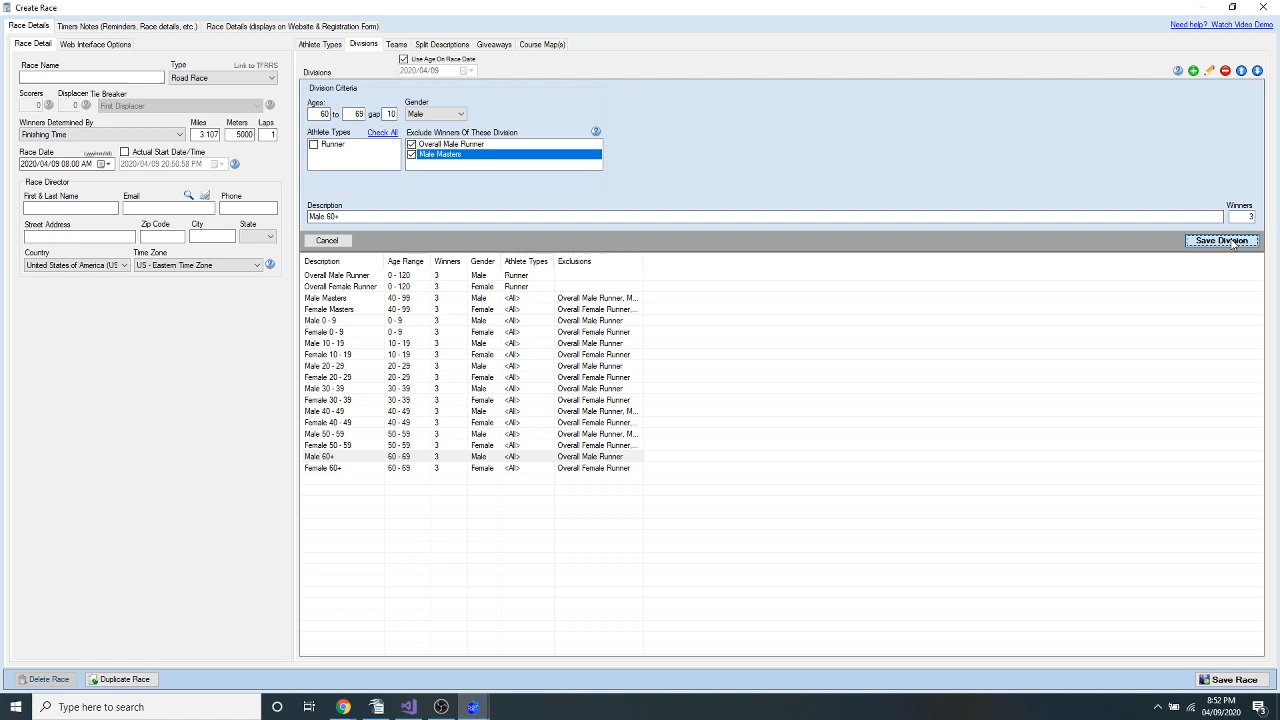 Create Race
Race Details Timers Notes (Reminders, Race details, etc.) Race Details (displays on Website & Registration Form) Need help? Watch Video Demo
Race Detail Web Interface Options Athlete Types Divisions Teams Split Descriptions Giveaways Course Map(s)
Use Age On Race Date
Divisions 2020/04/09
Race Name Type Link to TFRRS
Road Race
Scorers Displacers Tie Breaker
0 0 First Displacer
Winners Determined By Miles Meters Laps
Finishing Time 3.107 5000 1
Race Date (yyyy/mm/dd) Actual Start Date/Time
2020/04/09 08:00 AM 2020/04/09 20:50:58 PM
Race Director
First & Last Name Email Phone
Street Address Zip Code City State
Country Time Zone
United States of America (US US - Eastern Time Zone
Division Criteria
Ages: Gender
60 to 69 gap 10 Male
Athlete Types Check All Exclude Winners Of These Division
Runner Overall Male Runner
Male Masters
Description Winners
Male 60+ 3
Cancel Save Division
Description Age Range Winners Gender Athlete Types Exclusions
Overall Male Runner 0 - 120 3 Male Runner
Overall Female Runner 0 - 120 3 Female Runner
Male Masters 40 - 99 3 Male <All> Overall Male Runner, M...
Female Masters 40 - 99 3 Female <All> Overall Female Runner,...
Male 0 - 9 0 - 9 3 Male <All> Overall Male Runner
Female 0 - 9 0 - 9 3 Female <All> Overall Female Runner
Male 10 - 19 10 - 19 3 Male <All> Overall Male Runner
Female 10 - 19 10 - 19 3 Female <All> Overall Female Runner
Male 20 - 29 20 - 29 3 Male <All> Overall Male Runner
Female 20 - 29 20 - 29 3 Female <All> Overall Female Runner
Male 30 - 39 30 - 39 3 Male <All> Overall Male Runner
Female 30 - 39 30 - 39 3 Female <All> Overall Female Runner
Male 40 - 49 40 - 49 3 Male <All> Overall Male Runner, M...
Female 40 - 49 40 - 49 3 Female <All> Overall Female Runner,...
Male 50 - 59 50 - 59 3 Male <All> Overall Male Runner, M...
Female 50 - 59 50 - 59 3 Female <All> Overall Female Runner,...
Male 60+ 60 - 69 3 Male <All> Overall Male Runner
Female 60+ 60 - 69 3 Female <All> Overall Female Runner
Delete Race Duplicate Race Save Race
Type here to search 8:52 PM
04/09/2020